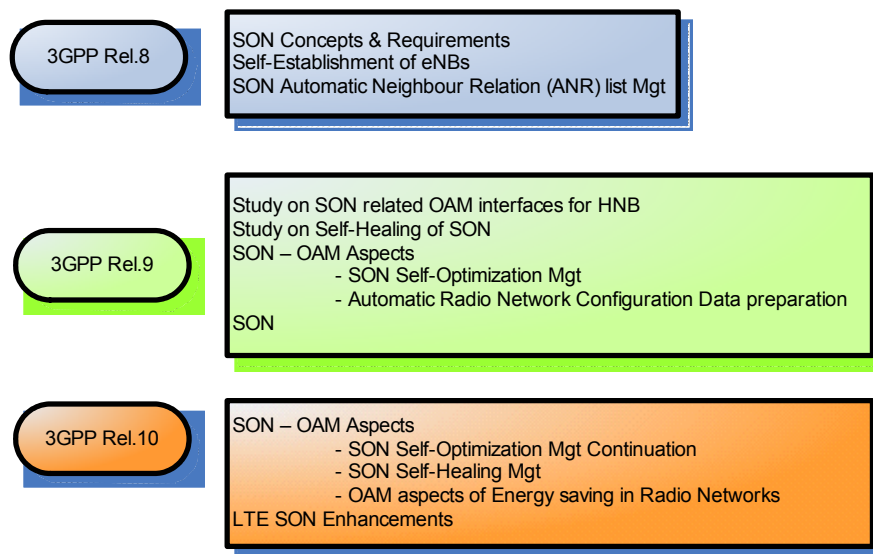 3GPP Rel.8
SON Concepts & Requirements
Self-Establishment of eNBs
SON Automatic Neighbour Relation (ANR) list Mgt
3GPP Rel.9
Study on SON related OAM interfaces for HNB
Study on Self-Healing of SON
SON – OAM Aspects
- SON Self-Optimization Mgt
- Automatic Radio Network Configuration Data preparation
SON
3GPP Rel.10
SON – OAM Aspects
- SON Self-Optimization Mgt Continuation
- SON Self-Healing Mgt
- OAM aspects of Energy saving in Radio Networks
LTE SON Enhancements